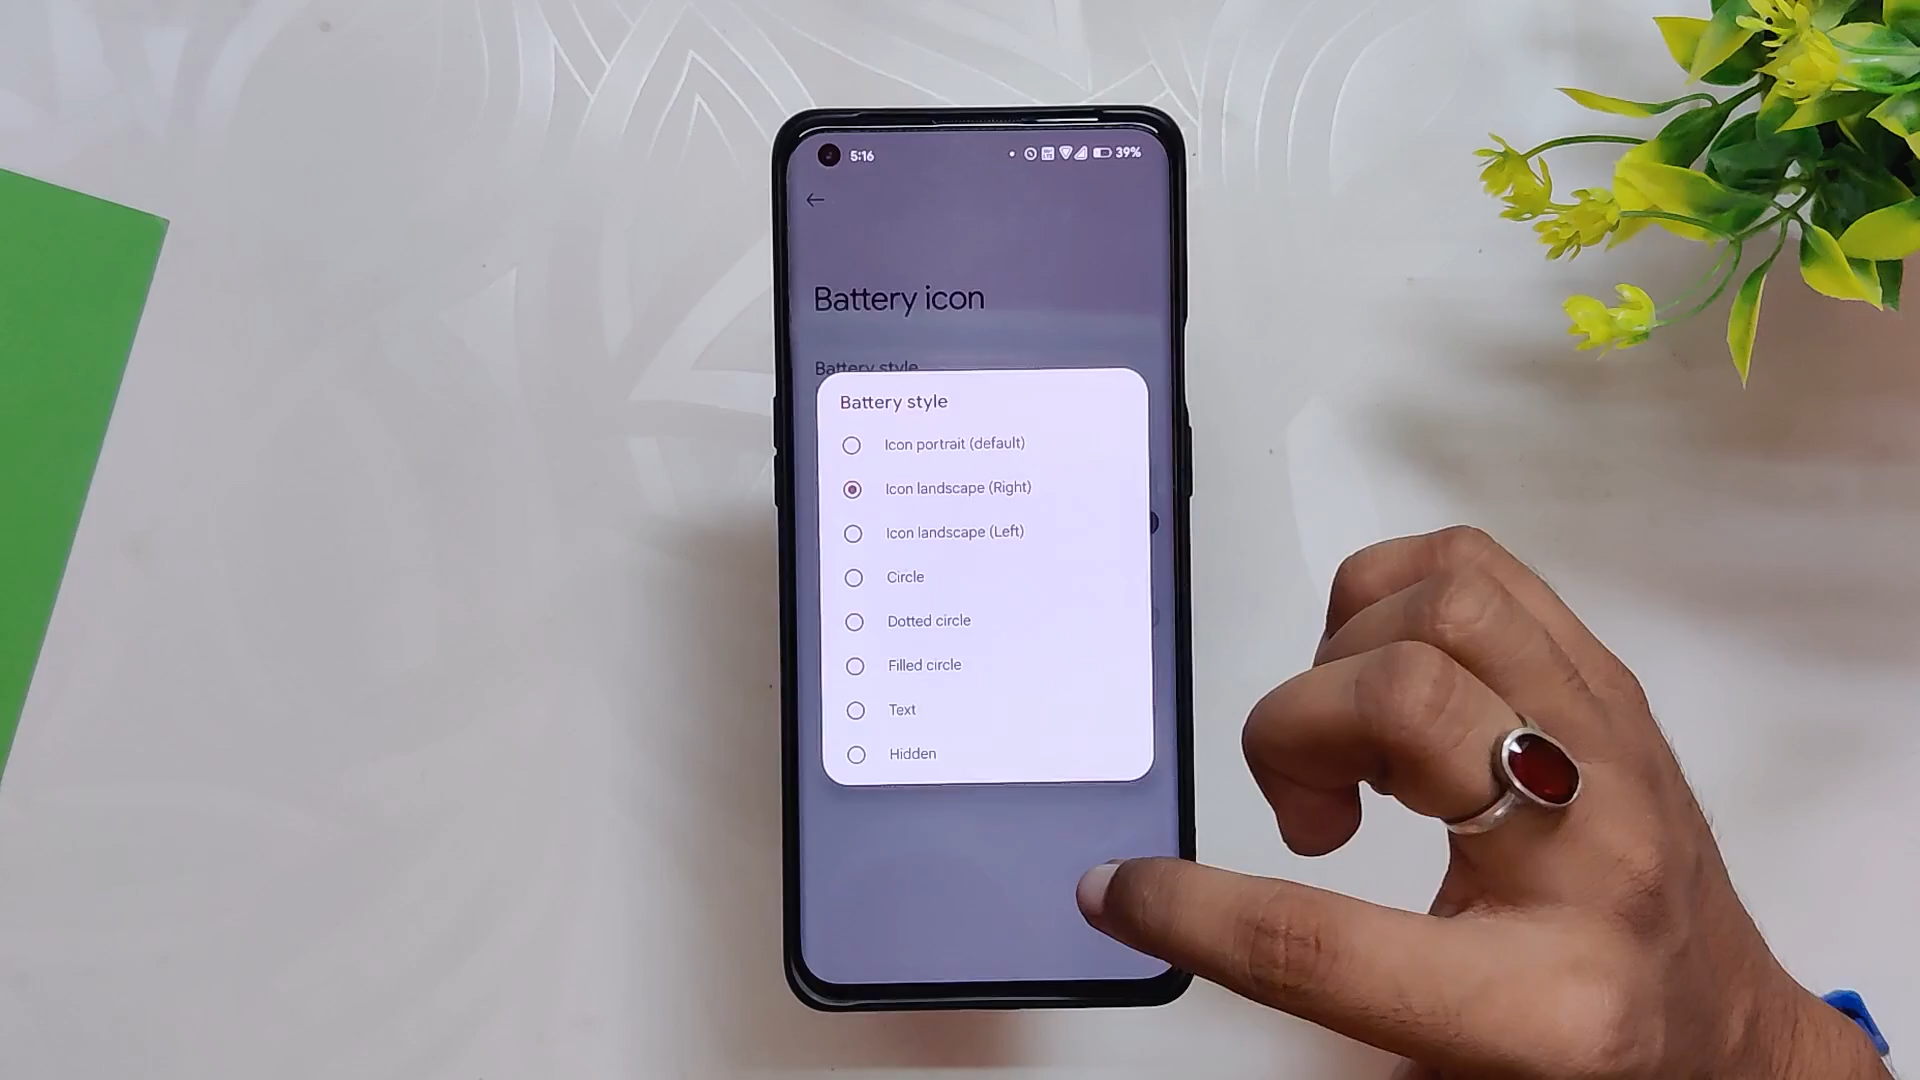 5:16
39%
Battery icon
Battery style
Battery style
Icon portrait (default)
Icon landscape (Right)
Icon landscape (Left)
Circle
Dotted circle
Filled circle
Text
Hidden